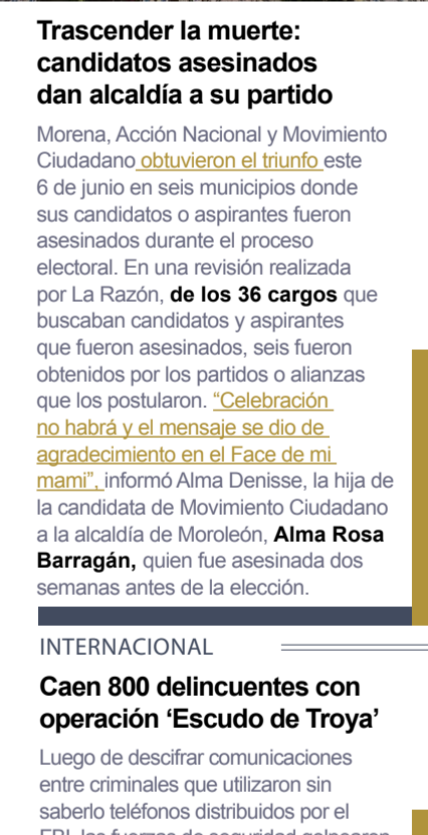 Trascender la muerte:
candidatos asesinados
dan alcaldía a su partido
Morena, Acción Nacional y Movimiento
Ciudadano obtuvieron el triunfo este
6 de junio en seis municipios donde
sus candidatos o aspirantes fueron
asesinados durante el proceso
electoral. En una revisión realizada
por La Razón, de los 36 cargos que
buscaban candidatos y aspirantes
que fueron asesinados, seis fueron
obtenidos por los partidos o alianzas
que los postularon. “Celebración
no habrá y el mensaje se dio de
agradecimiento en el Face de mi
mami”, informó Alma Denisse, la hija de
la candidata de Movimiento Ciudadano
a la alcaldía de Moroleón, Alma Rosa
Barragán, quien fue asesinada dos
semanas antes de la elección.
INTERNACIONAL
Caen 800 delincuentes con
operación ‘Escudo de Troya’
Luego de descifrar comunicaciones
entre criminales que utilizaron sin
saberlo teléfonos distribuidos por el
FBI, las fuerzas de seguridad golpearon